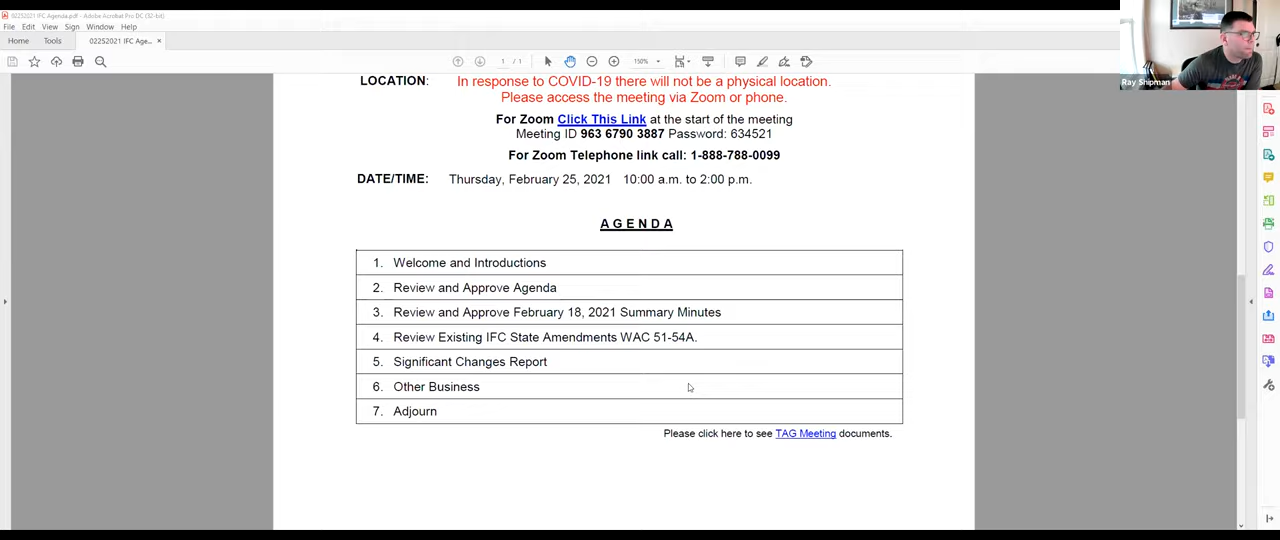 02252021 IFC Agenda.pdf - Adobe Acrobat Pro DC (32-bit)
File Edit View Sign Window Help
Home Tools 02252021 IFC Age... ×
1 / 1 150%
LOCATION: In response to COVID-19 there will not be a physical location.
Please access the meeting via Zoom or phone.
For Zoom Click This Link at the start of the meeting
Meeting ID 963 6790 3887 Password: 634521
For Zoom Telephone link call: 1-888-788-0099
DATE/TIME: Thursday, February 25, 2021 10:00 a.m. to 2:00 p.m.
A G E N D A
1. Welcome and Introductions
2. Review and Approve Agenda
3. Review and Approve February 18, 2021 Summary Minutes
4. Review Existing IFC State Amendments WAC 51-54A.
5. Significant Changes Report
6. Other Business
7. Adjourn
Please click here to see TAG Meeting documents.
Ray Shipman